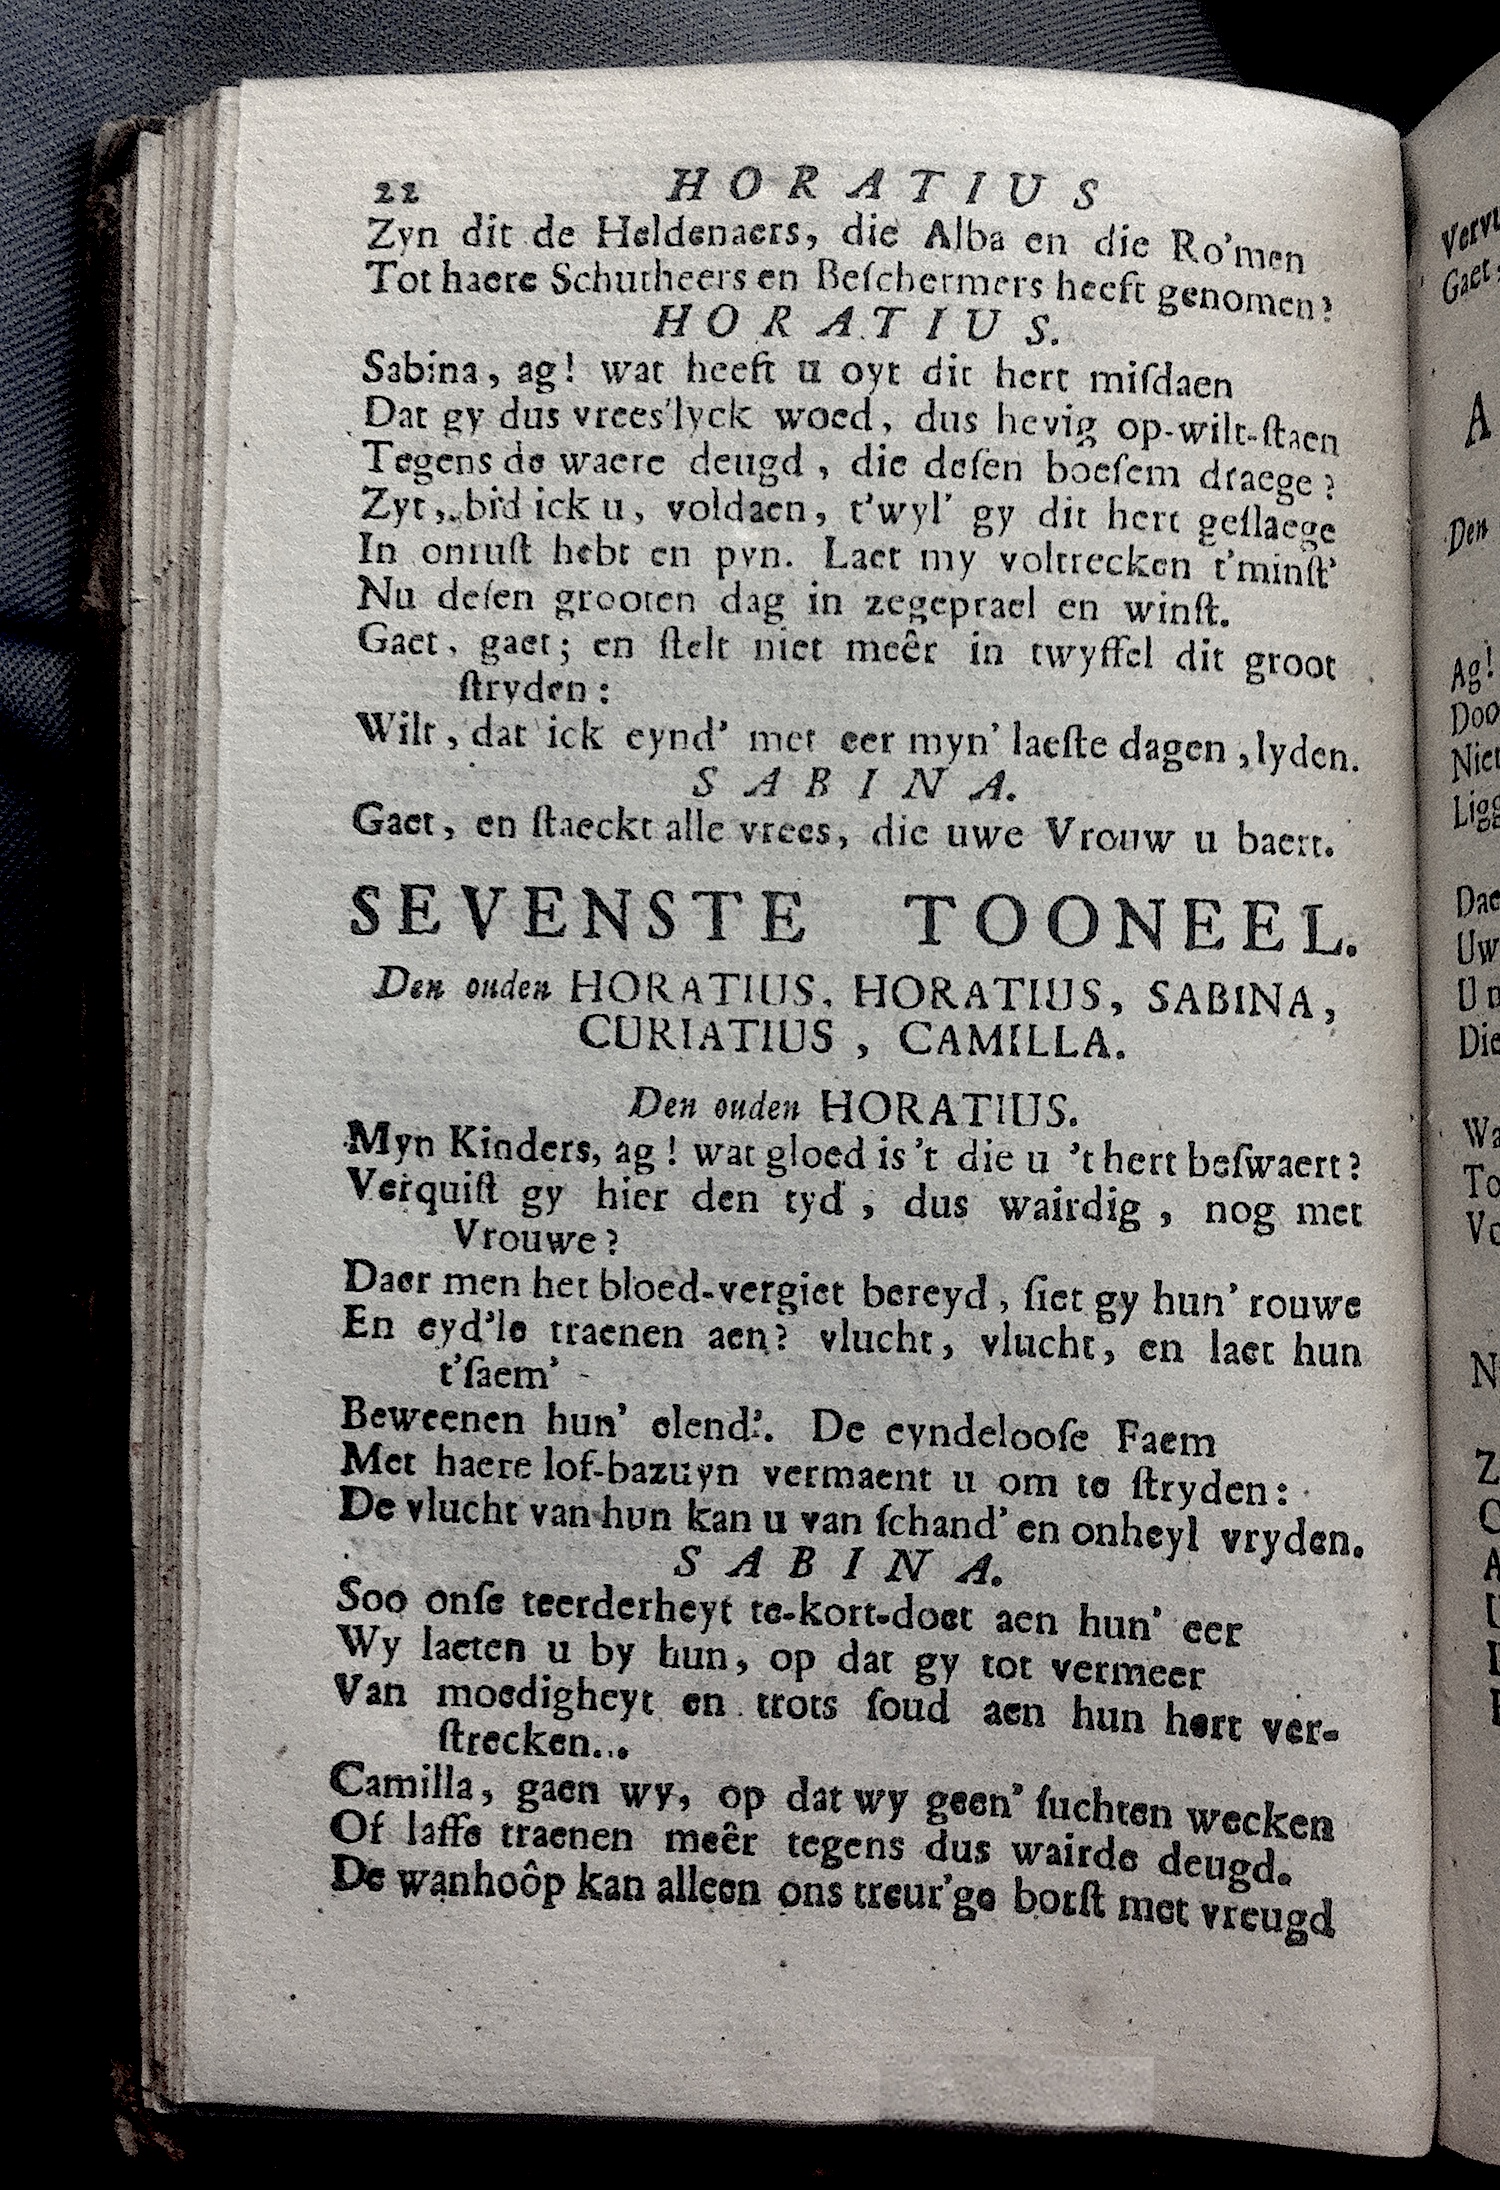 22 HORATIUS
Zyn dit de Heldenaers, die Alba en die Ro'men
Tot haere Schutheers en Beſchermers heeft genomen?
HORATIUS.
Sabina, ag! wat heeft u oyt dit hert miſdaen
Dat gy dus vrees'lyck woed, dus hevig op-wilt-ſtaen
Tegens de waere deugd, die deſen boeſem draege?
Zyt, bid ick u, voldaen, t'wyl' gy dit hert geſlaege
In onruſt hebt en pyn. Laet my voltrecken t'minſt'
Nu deſen grooten dag in zegeprael en winſt.
Gaet, gaet; en ſtelt niet meêr in twyffel dit groot
ſtryden:
Wilt, dat ick eynd' met eer myn' laeſte dagen, lyden.
SABINA.
Gaet, en ſtaeckt alle vrees, die uwe Vrouw u baert.
SEVENSTE TOONEEL.
Den ouden HORATIUS, HORATIUS, SABINA,
CURIATIUS, CAMILLA.
Den ouden HORATIUS.
Myn Kinders, ag! wat gloed is 't die u 't hert beſwaert?
Verquiſt gy hier den tyd, dus wairdig, nog met
Vrouwe?
Daer men het bloed-vergiet bereyd, ſiet gy hun' rouwe
En eyd'le traenen aen? vlucht, vlucht, en laet hun
t'ſaem'
Beweenen hun' elend'. De eyndelooſe Faem
Met haere lof-bazuyn vermaent u om te ſtryden:
De vlucht van hun kan u van ſchand' en onheyl vryden.
SABINA.
Soo onſe teerderheyt te-kort-doet aen hun' eer
Wy laeten u by hun, op dat gy tot vermeer
Van moedigheyt en trots ſoud aen hun hert ver-
ſtrecken...
Camilla, gaen wy, op dat wy geen' ſuchten wecken
Of laffe traenen meêr tegens dus wairde deugd.
De wanhoôp kan alleen ons treur'ge borſt met vreugd